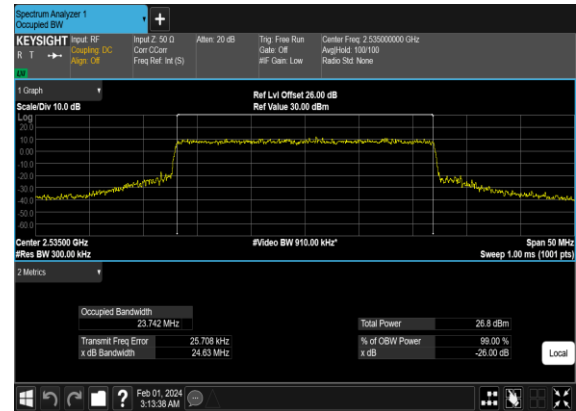 Spectrum Analyzer 1
Occupied BW
+
KEYSIGHT Input: RF Input Z: 50 Ω Atten: 20 dB Trig: Free Run Center Freq: 2.535000000 GHz
R T Coupling: DC Corr CCorr Gate: Off Avg|Hold: 100/100
Align: Off Freq Ref: Int (S) #IF Gain: Low Radio Std: None
1 Graph
Ref Lvl Offset 26.00 dB
Scale/Div 10.0 dB Ref Value 30.00 dBm
Log
20.0
10.0
0.00
-10.0
-20.0
-30.0
-40.0
-50.0
-60.0
Center 2.53500 GHz #Video BW 910.00 kHz* Span 50 MHz
#Res BW 300.00 kHz Sweep 1.00 ms (1001 pts)
2 Metrics
Occupied Bandwidth
23.742 MHz Total Power 26.8 dBm
Transmit Freq Error 25.708 kHz % of OBW Power 99.00 %
x dB Bandwidth 24.63 MHz x dB -26.00 dB
Local
? Feb 01, 2024
3:13:38 AM